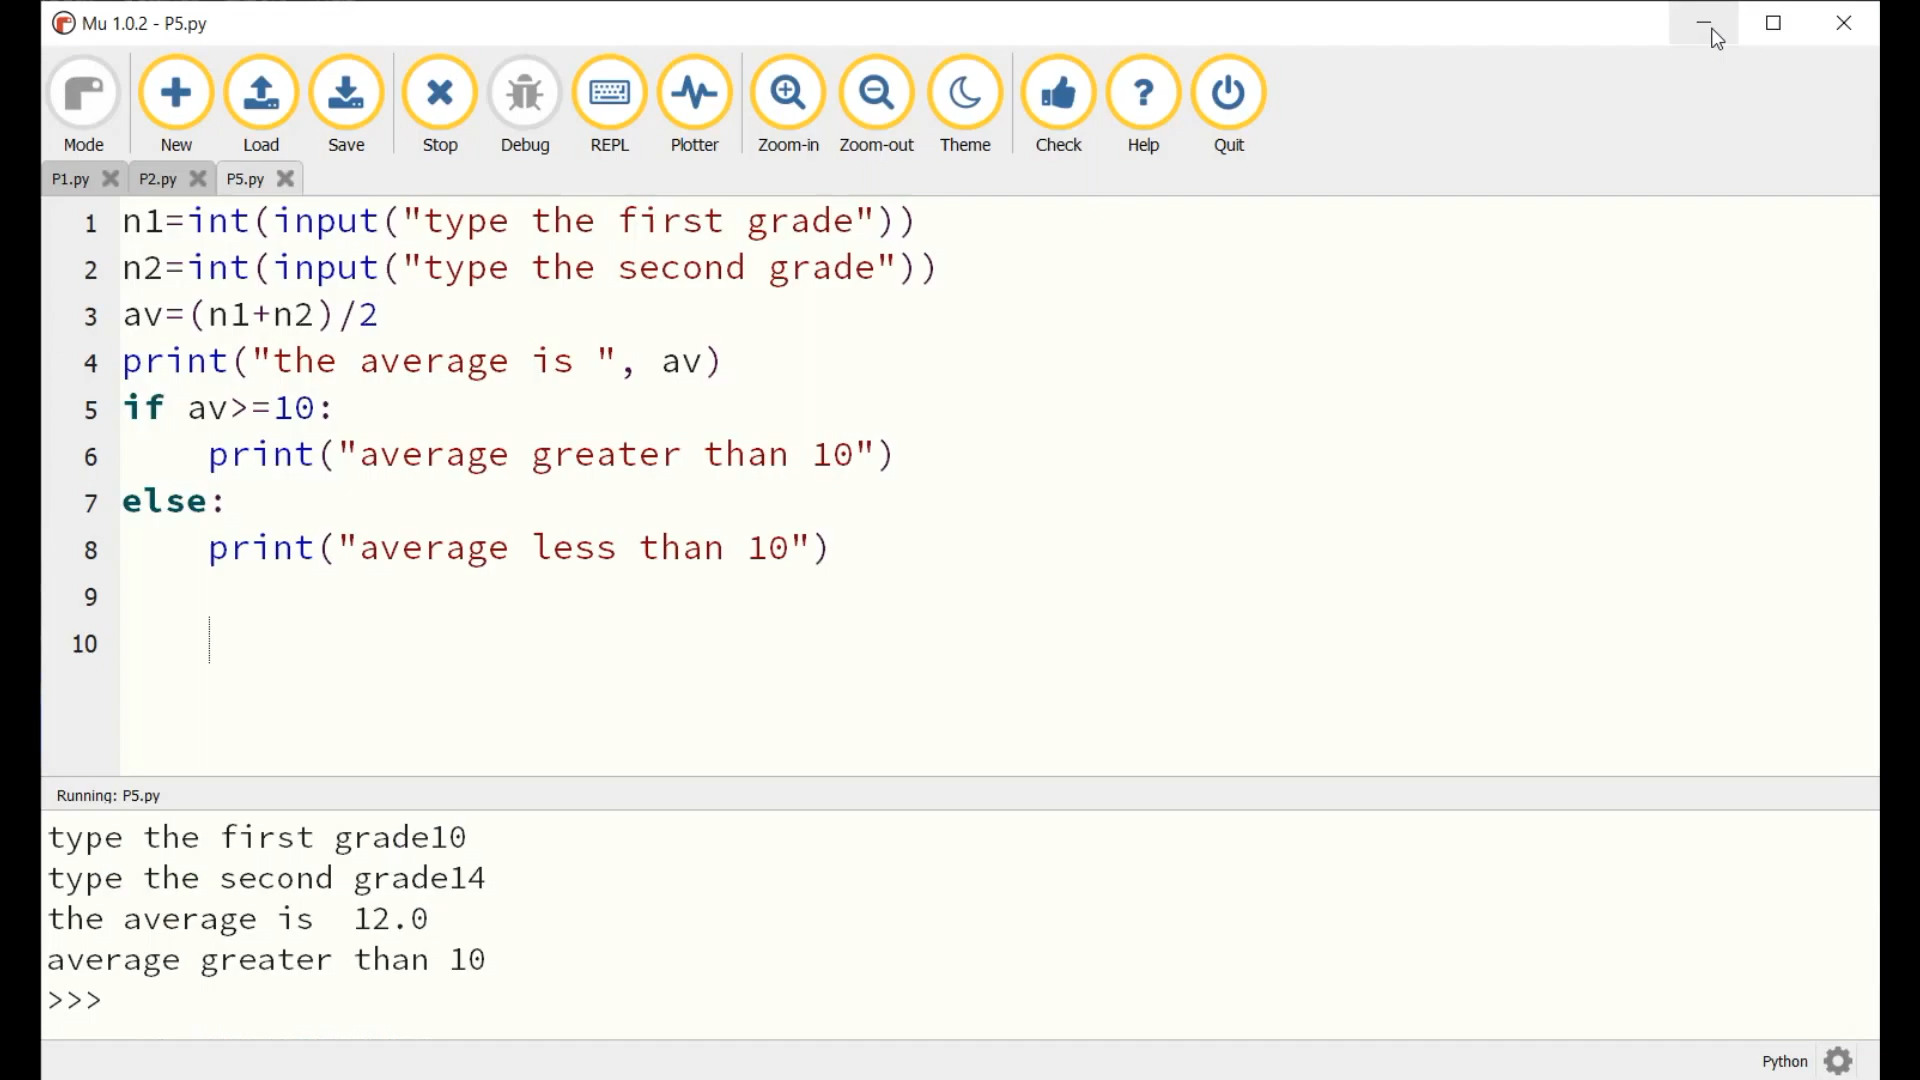 Mu 1.0.2 - P5.py
Mode New Load Save Stop Debug REPL Plotter Zoom-in Zoom-out Theme Check Help Quit
P1.py P2.py P5.py
1 n1=int(input("type the first grade"))
2 n2=int(input("type the second grade"))
3 av=(n1+n2)/2
4 print("the average is ", av)
5 if av>=10:
6     print("average greater than 10")
7 else:
8     print("average less than 10")
9
10
Running: P5.py
type the first grade10
type the second grade14
the average is  12.0
average greater than 10
>>>
Python